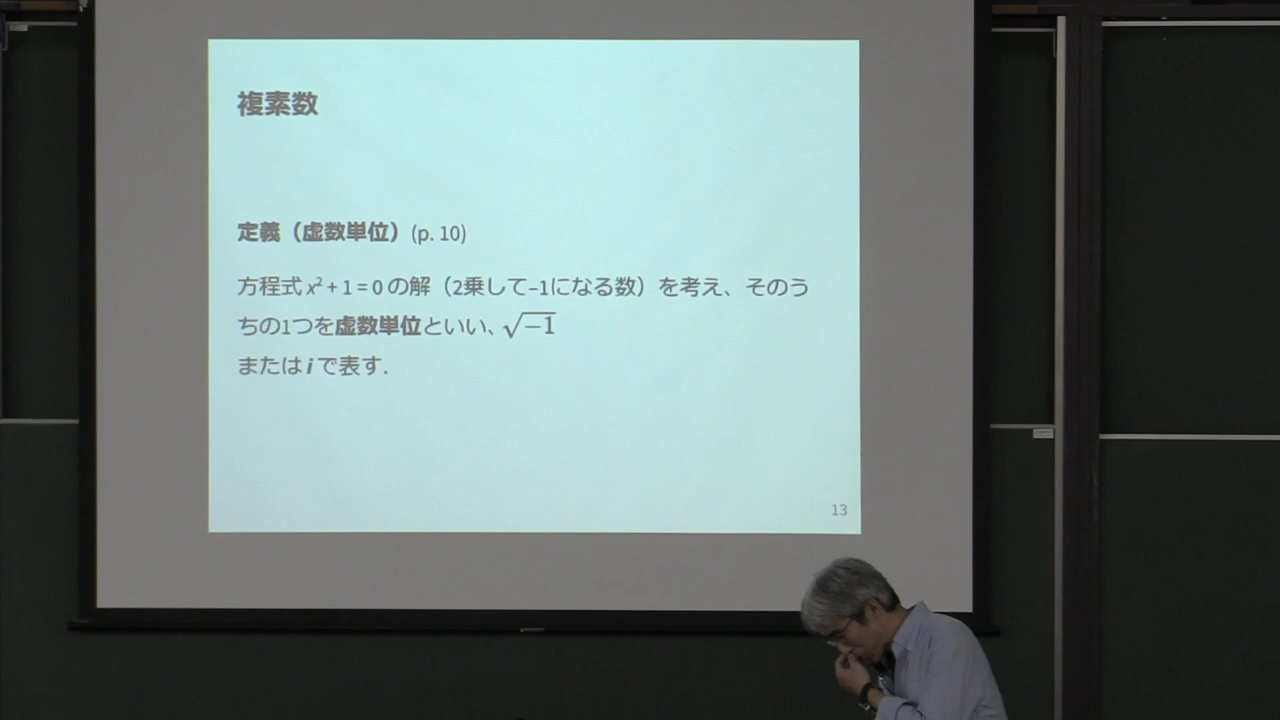 複素数
定義（虚数単位）(p. 10)
方程式 x² + 1 = 0 の解（2乗して–1になる数）を考え、そのう
ちの1つを虚数単位といい、√−1
または i で表す.
13